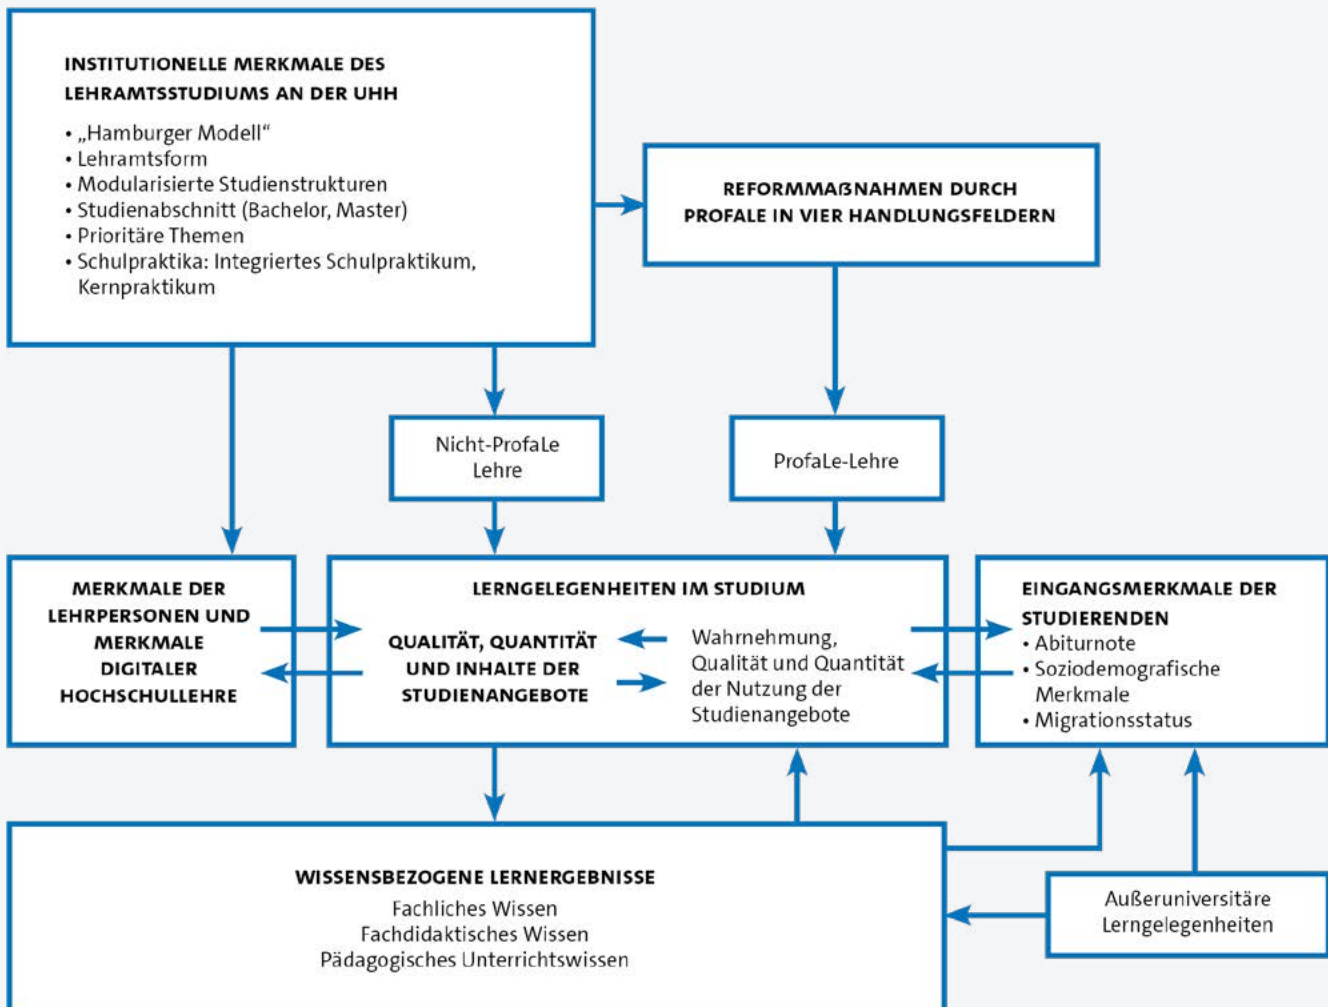 INSTITUTIONELLE MERKMALE DES
LEHRAMTSSTUDIUMS AN DER UHH
• „Hamburger Modell“
• Lehramtsform
• Modularisierte Studienstrukturen
• Studienabschnitt (Bachelor, Master)
• Prioritäre Themen
• Schulpraktika: Integriertes Schulpraktikum,
Kernpraktikum
REFORMMAßNAHMEN DURCH
PROFALE IN VIER HANDLUNGSFELDERN
Nicht-ProfaLe
Lehre
ProfaLe-Lehre
MERKMALE DER
LEHRPERSONEN UND
MERKMALE
DIGITALER
HOCHSCHULLEHRE
LERNGELEGENHEITEN IM STUDIUM
QUALITÄT, QUANTITÄT
UND INHALTE DER
STUDIENANGEBOTE
Wahrnehmung,
Qualität und Quantität
der Nutzung der
Studienangebote
EINGANGSMERKMALE DER
STUDIERENDEN
• Abiturnote
• Soziodemografische
Merkmale
• Migrationsstatus
WISSENSBEZOGENE LERNERGEBNISSE
Fachliches Wissen
Fachdidaktisches Wissen
Pädagogisches Unterrichtswissen
Außeruniversitäre
Lerngelegenheiten